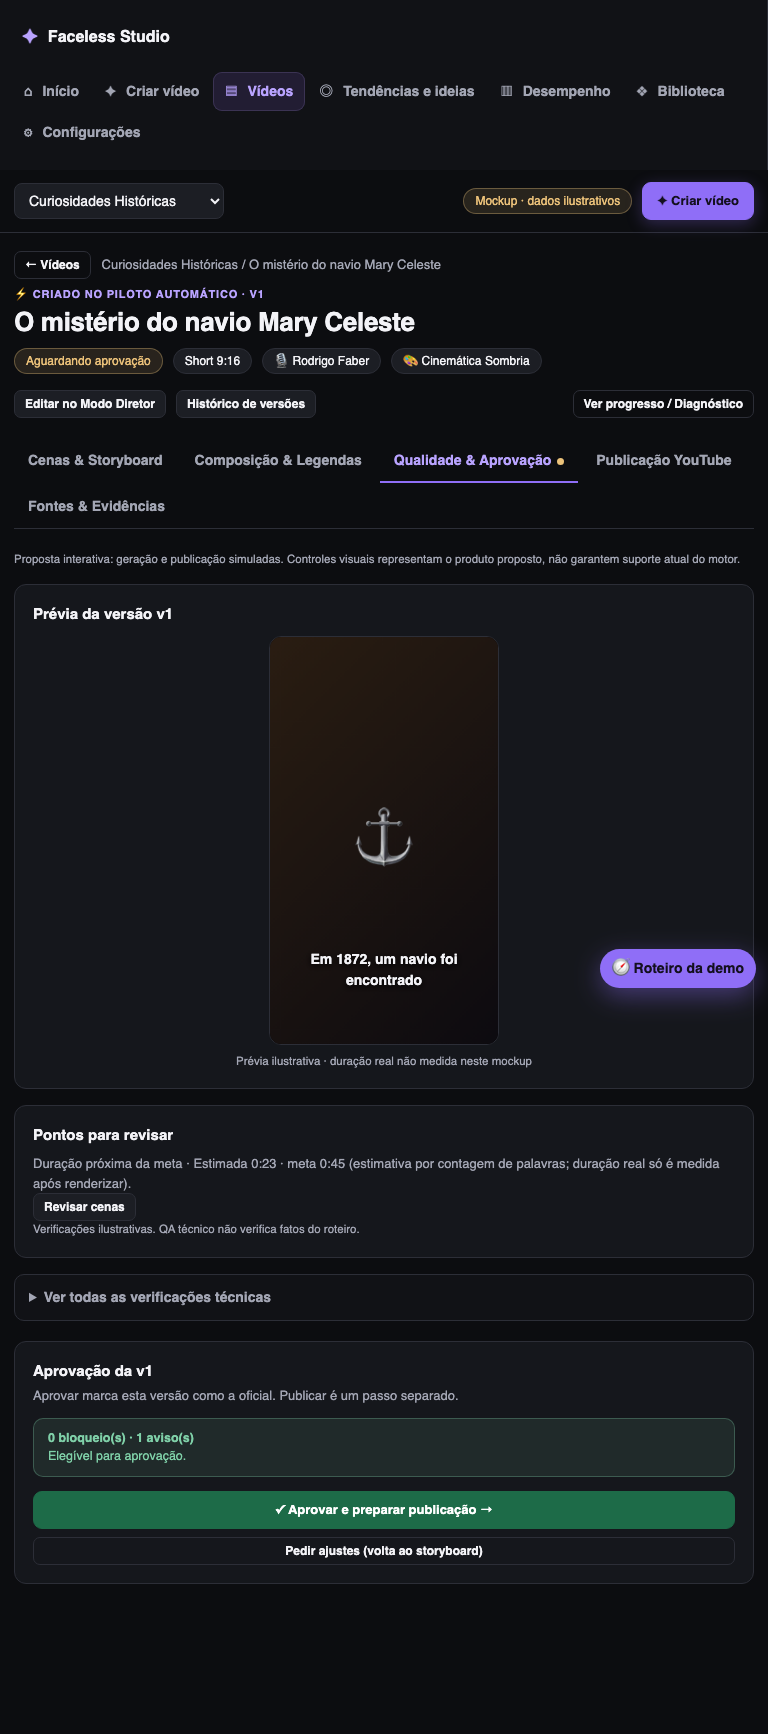 Faceless Studio
Início
Criar vídeo
Vídeos
Tendências e ideias
Desempenho
Biblioteca
Configurações
Curiosidades Históricas
Mockup · dados ilustrativos
✦ Criar vídeo
← Vídeos
Curiosidades Históricas / O mistério do navio Mary Celeste
⚡ CRIADO NO PILOTO AUTOMÁTICO · V1
O mistério do navio Mary Celeste
Aguardando aprovação
Short 9:16
🎙️ Rodrigo Faber
🎨 Cinemática Sombria
Editar no Modo Diretor
Histórico de versões
Ver progresso / Diagnóstico
Cenas & Storyboard
Composição & Legendas
Qualidade & Aprovação
Publicação YouTube
Fontes & Evidências
Proposta interativa: geração e publicação simuladas. Controles visuais representam o produto proposto, não garantem suporte atual do motor.
Prévia da versão v1
Em 1872, um navio foi
encontrado
🧭 Roteiro da demo
Prévia ilustrativa · duração real não medida neste mockup
Pontos para revisar
Duração próxima da meta · Estimada 0:23 · meta 0:45 (estimativa por contagem de palavras; duração real só é medida
após renderizar).
Revisar cenas
Verificações ilustrativas. QA técnico não verifica fatos do roteiro.
▶ Ver todas as verificações técnicas
Aprovação da v1
Aprovar marca esta versão como a oficial. Publicar é um passo separado.
0 bloqueio(s) · 1 aviso(s)
Elegível para aprovação.
✔ Aprovar e preparar publicação →
Pedir ajustes (volta ao storyboard)